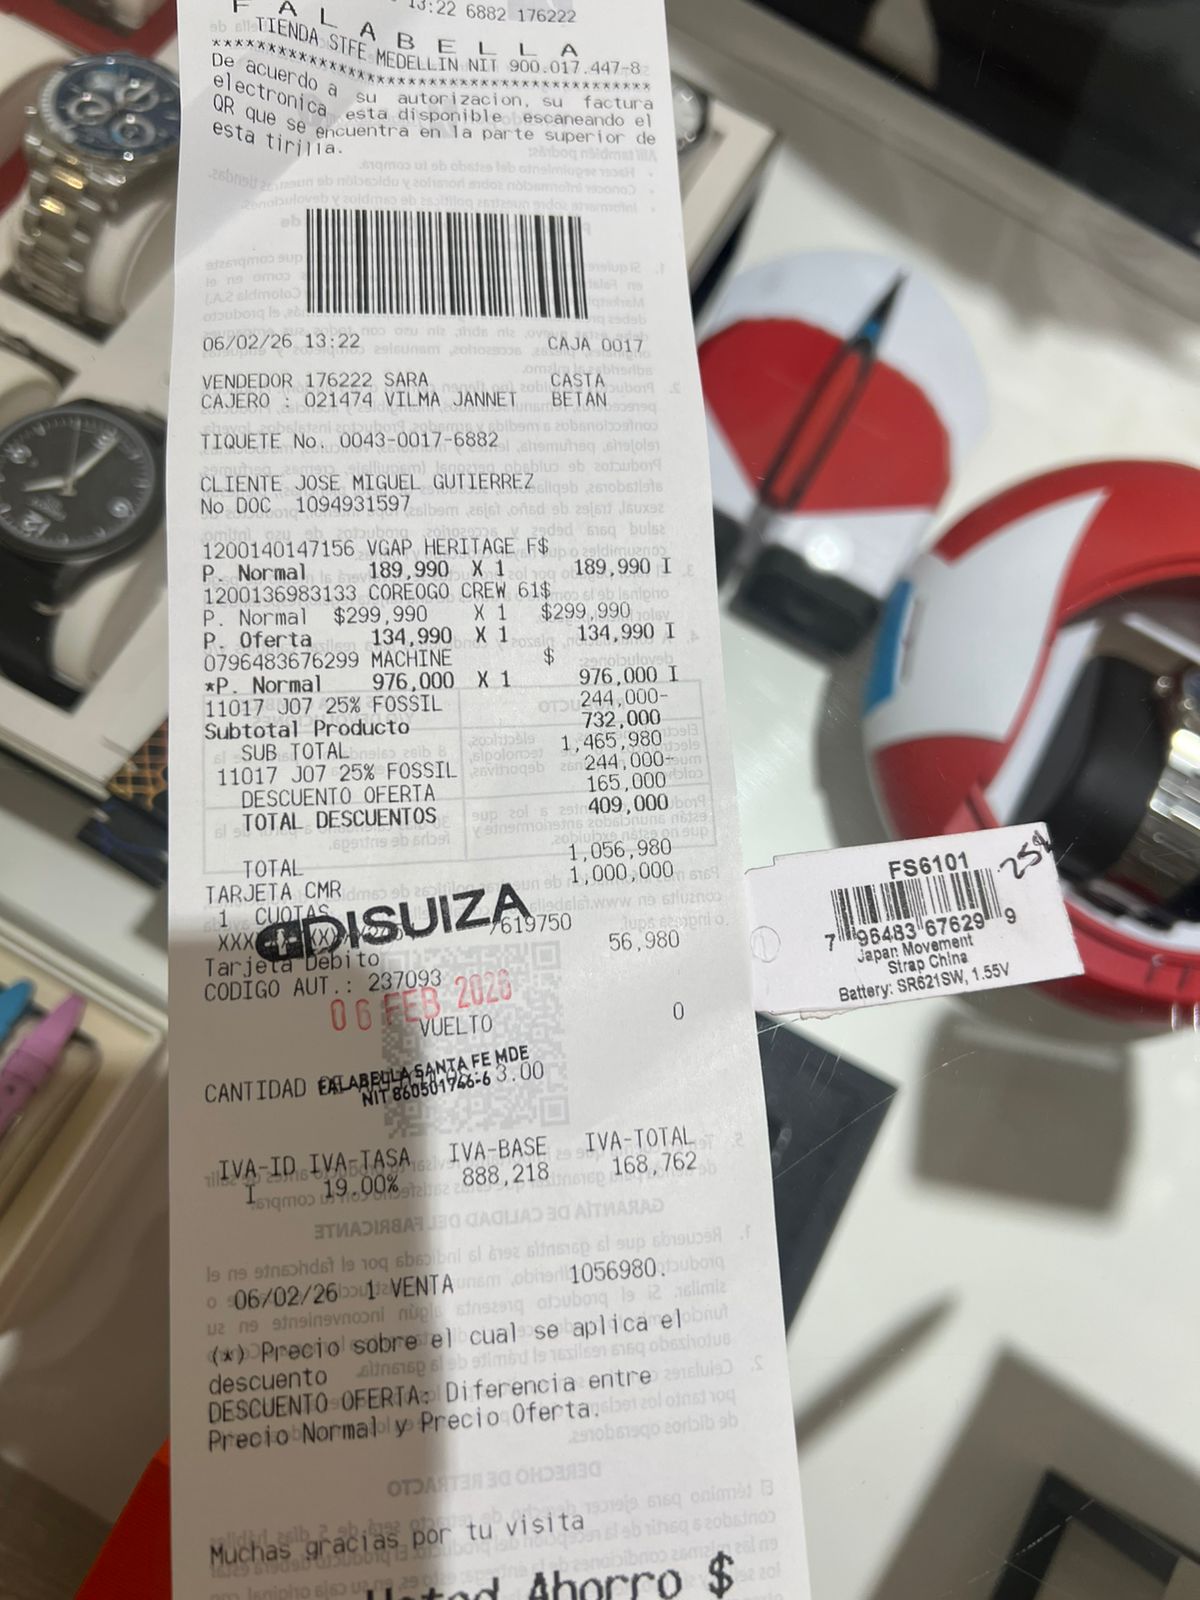 13:22 6882 176222
FALABELLA
TIENDA STFE MEDELLIN NIT 900.017.447-8
****************************************
De acuerdo a su autorizacion, su factura
electronica, esta disponible escaneando el
QR que se encuentra en la parte superior de
esta tirilla.
06/02/26 13:22 CAJA 0017
VENDEDOR 176222 SARA CASTA
CAJERO : 021474 VILMA JANNET BETAN
TIQUETE No. 0043-0017-6882
CLIENTE JOSE MIGUEL GUTIERREZ
No DOC 1094931597
1200140147156 VGAP HERITAGE F$
P. Normal 189,990 X 1 189,990 I
1200136983133 COREOGO CREW 61$
P. Normal $299,990 X 1 $299,990
P. Oferta 134,990 X 1 134,990 I
0796483676299 MACHINE $
*P. Normal 976,000 X 1 976,000 I
11017 J07 25% FOSSIL 244,000-
Subtotal Producto 732,000
SUB TOTAL 1,465,980
11017 J07 25% FOSSIL 244,000-
DESCUENTO OFERTA 165,000
TOTAL DESCUENTOS 409,000
TOTAL 1,056,980
TARJETA CMR 1,000,000
1 CUOTAS
DISUIZA
/619750
Tarjeta Debito 56,980
CODIGO AUT.: 237093
06 FEB 2026
VUELTO 0
FALABELLA SANTA FE MDE
CANTIDAD 3.00
NIT 860501766-6
IVA-ID IVA-TASA IVA-BASE IVA-TOTAL
I 19.00% 888,218 168,762
06/02/26 1 VENTA 1056980.
(*) Precio sobre el cual se aplica el
descuento
DESCUENTO OFERTA: Diferencia entre
Precio Normal y Precio Oferta.
Muchas gracias por tu visita
Usted Ahorro $
FS6101
25%
7 96483 67629 9
Japan Movement
Strap China
Battery: SR621SW, 1.55V